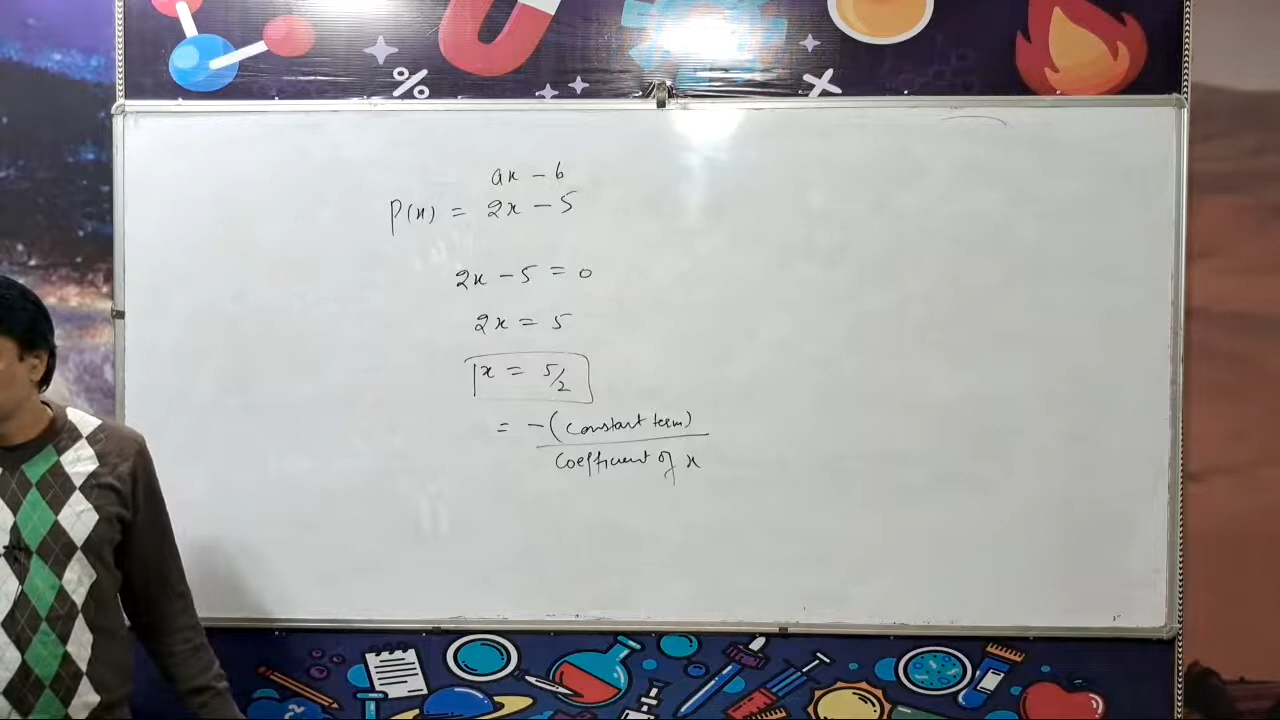 ax - b
P(x) = 2x - 5
2x - 5 = 0
2x = 5
x = 5/2
= -(constant term)
coefficient of x